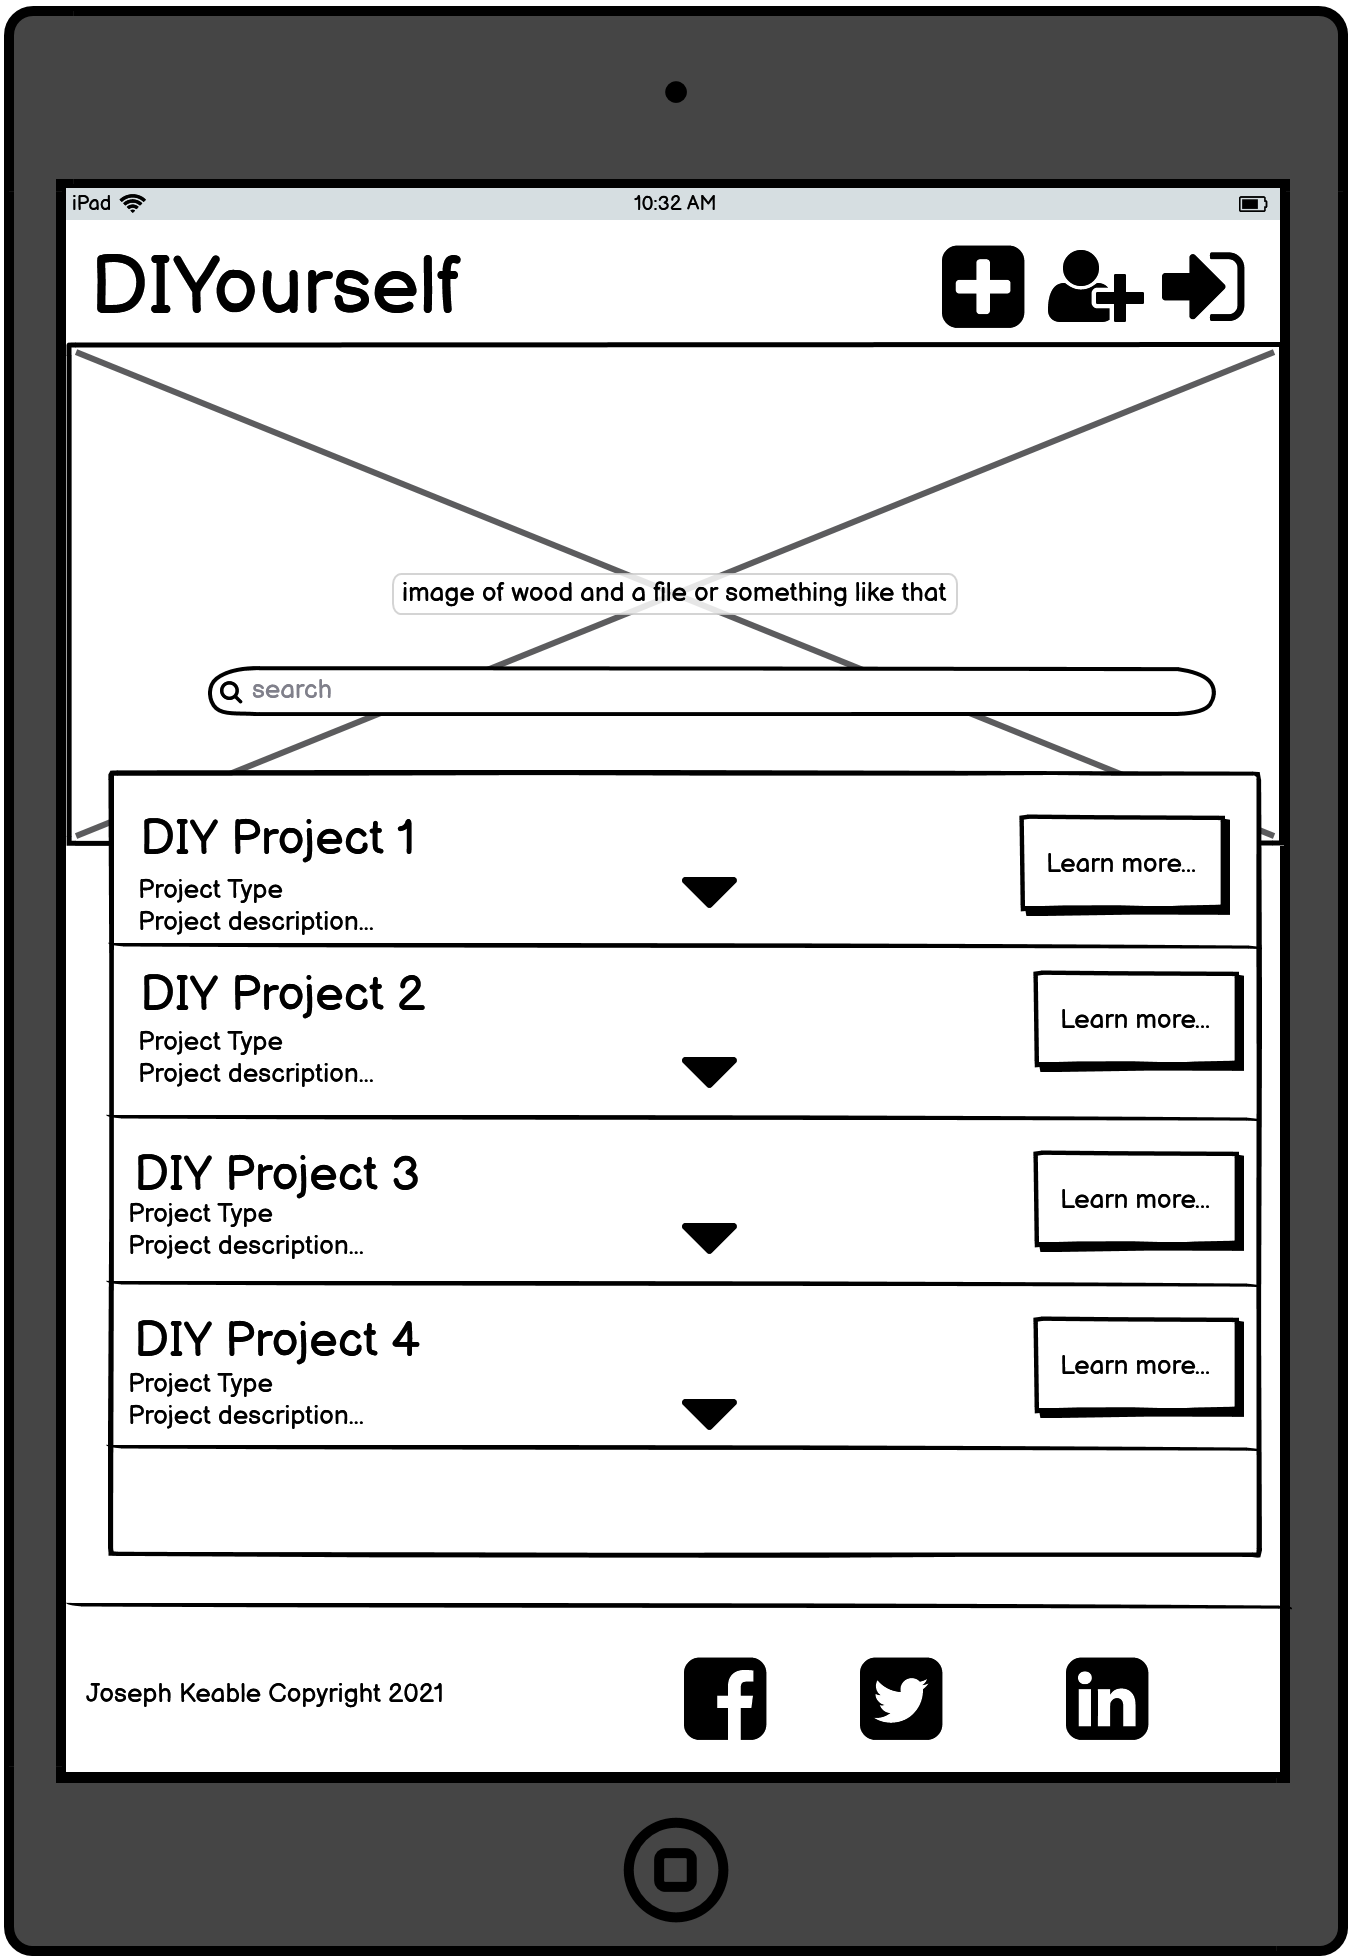 iPad
10:32 AM
DIYourself
image of wood and a file or something like that
search
DIY Project 1
Project Type
Project description...
Learn more...
DIY Project 2
Project Type
Project description...
Learn more...
DIY Project 3
Project Type
Project description...
Learn more...
DIY Project 4
Project Type
Project description...
Learn more...
Joseph Keable Copyright 2021